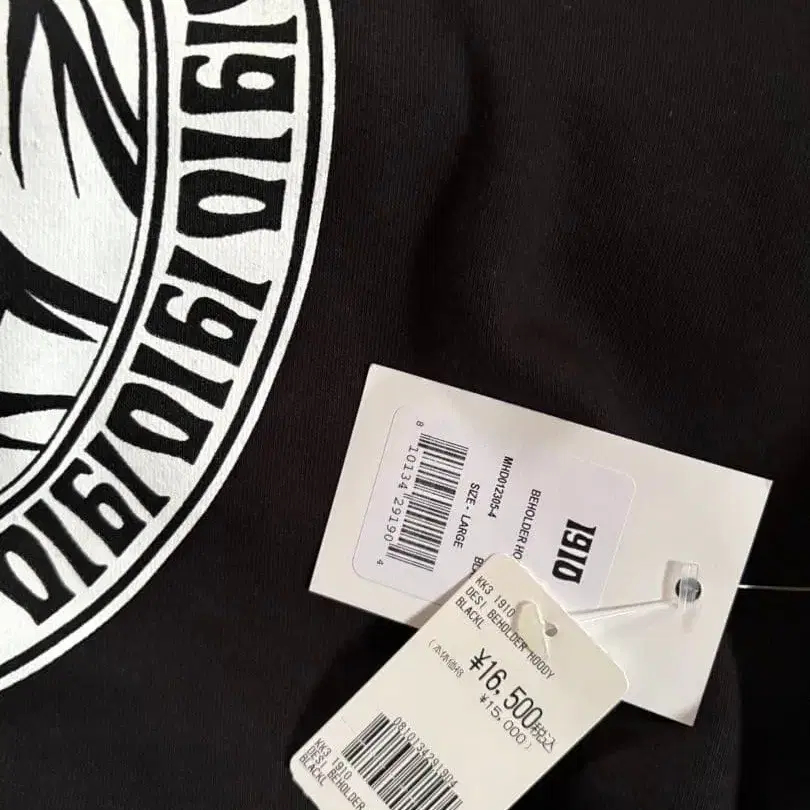 1910
1910
1910
1910
1910
BEHOLDER HO
MHD012305-4
SIZE - LARGE
8 10134 29190 4
KK3 1910
DESI BEHOLDER HOODY
BLACKL
¥16,500税込
(本体価格 ¥15,000)
0810134291904
KK3 1910
DESI BEHOLDER
BLACKL